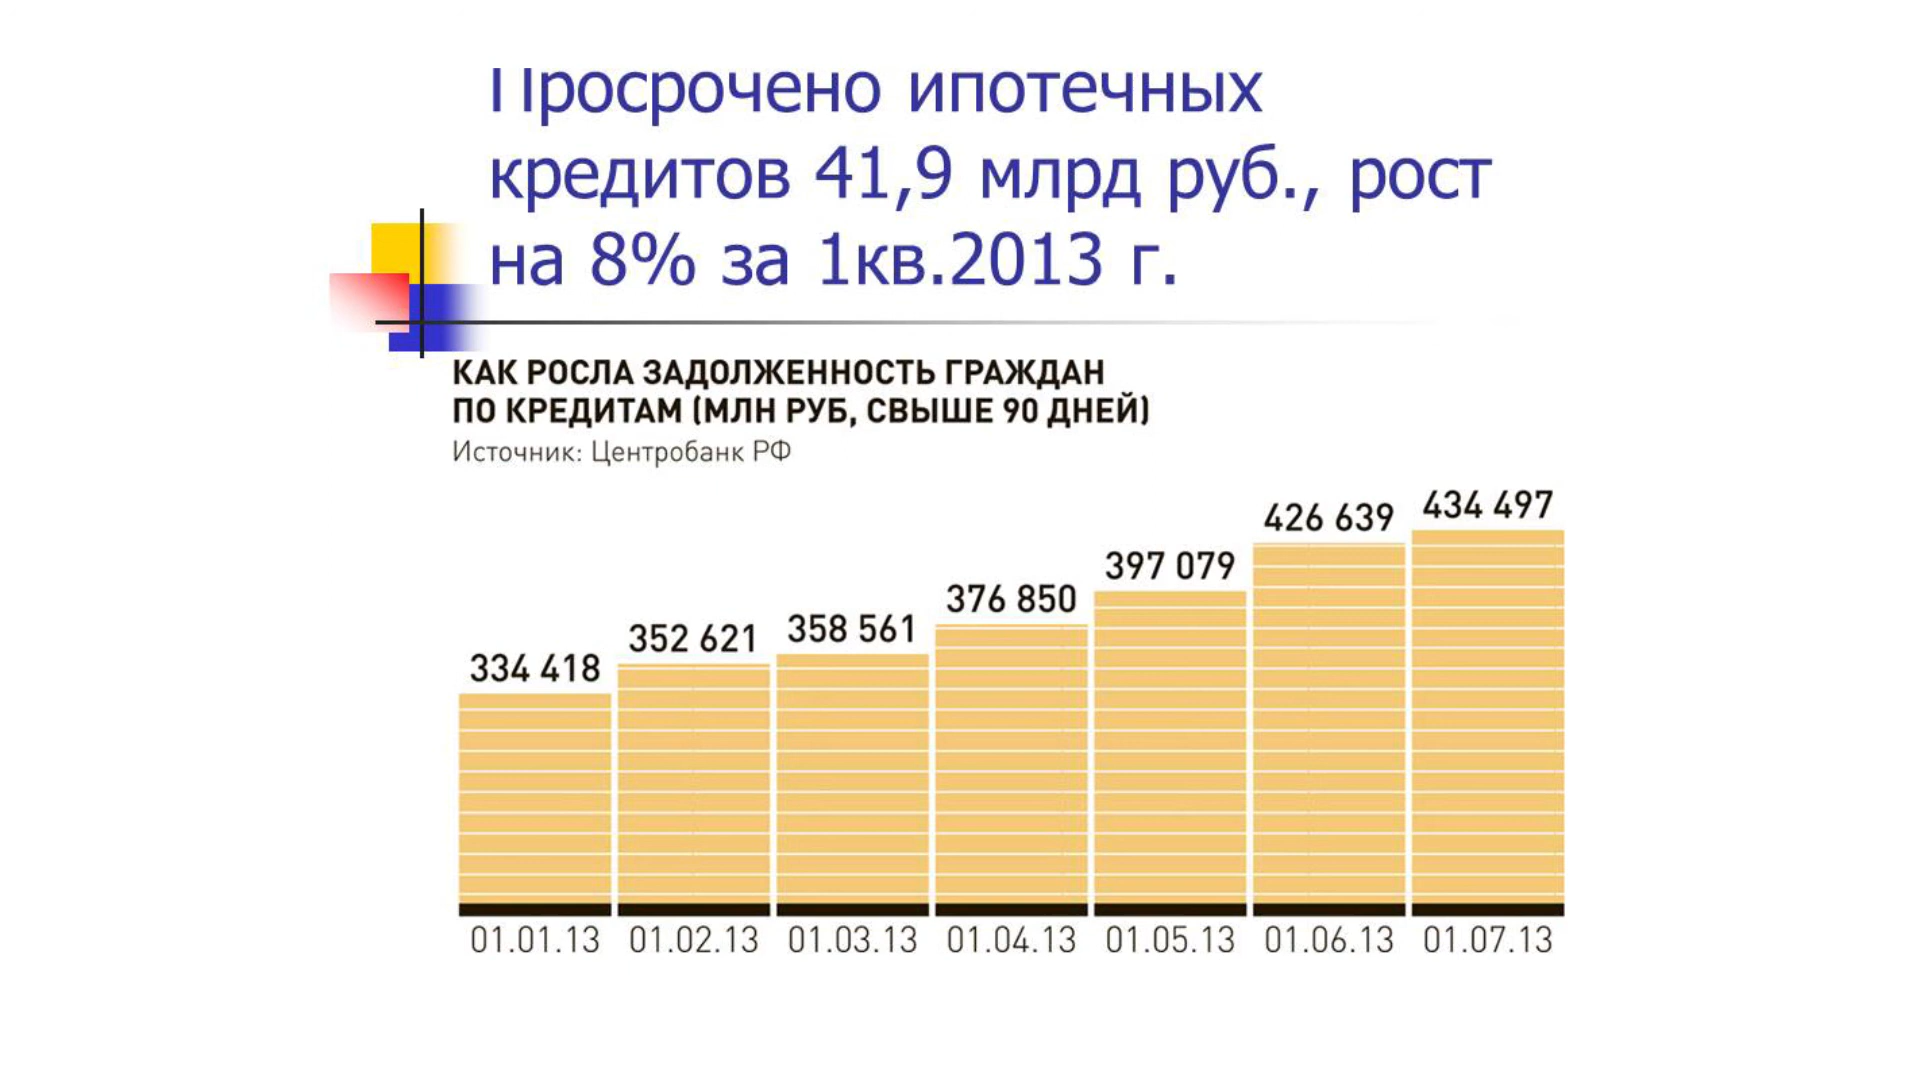 Просрочено ипотечных
кредитов 41,9 млрд руб., рост
на 8% за 1кв.2013 г.
КАК РОСЛА ЗАДОЛЖЕННОСТЬ ГРАЖДАН
ПО КРЕДИТАМ (МЛН РУБ, СВЫШЕ 90 ДНЕЙ)
Источник: Центробанк РФ
334 418
352 621
358 561
376 850
397 079
426 639
434 497
01.01.13 01.02.13 01.03.13 01.04.13 01.05.13 01.06.13 01.07.13